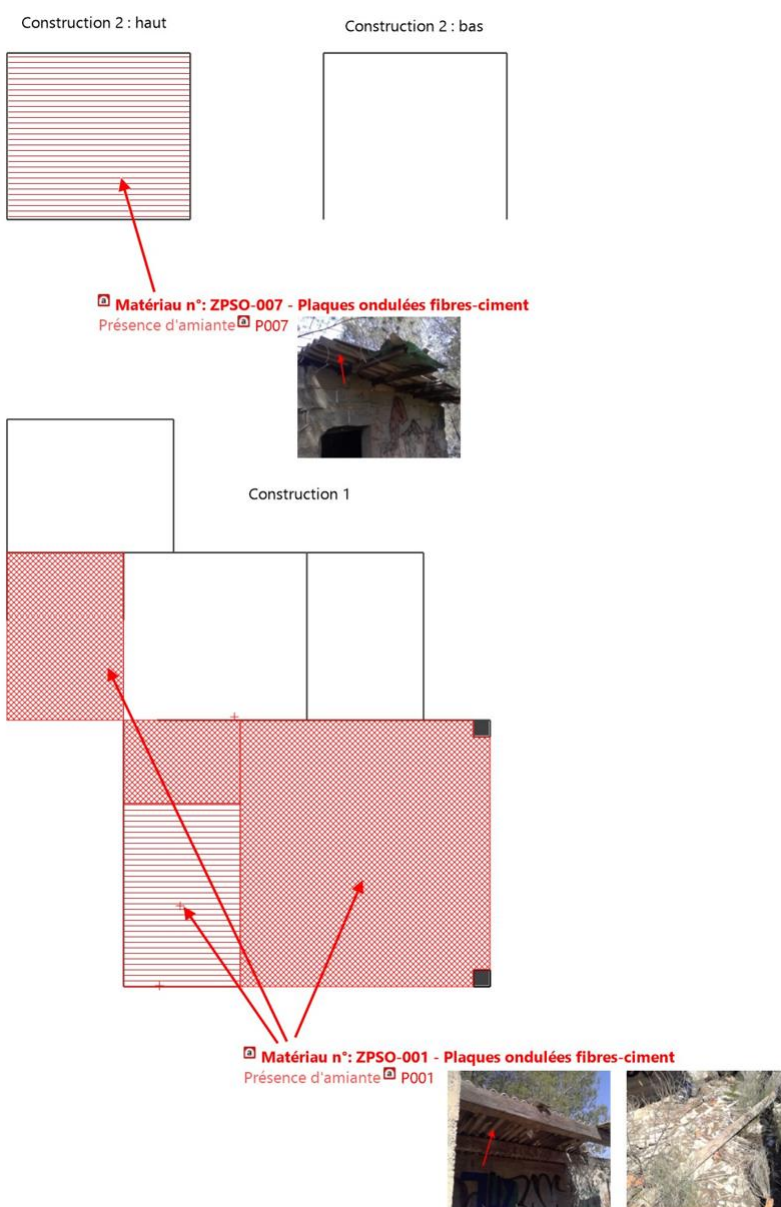 Construction 2 : haut
Construction 2 : bas
a Matériau n°: ZPSO-007 - Plaques ondulées fibres-ciment
Présence d'amiante a P007
Construction 1
a Matériau n°: ZPSO-001 - Plaques ondulées fibres-ciment
Présence d'amiante a P001